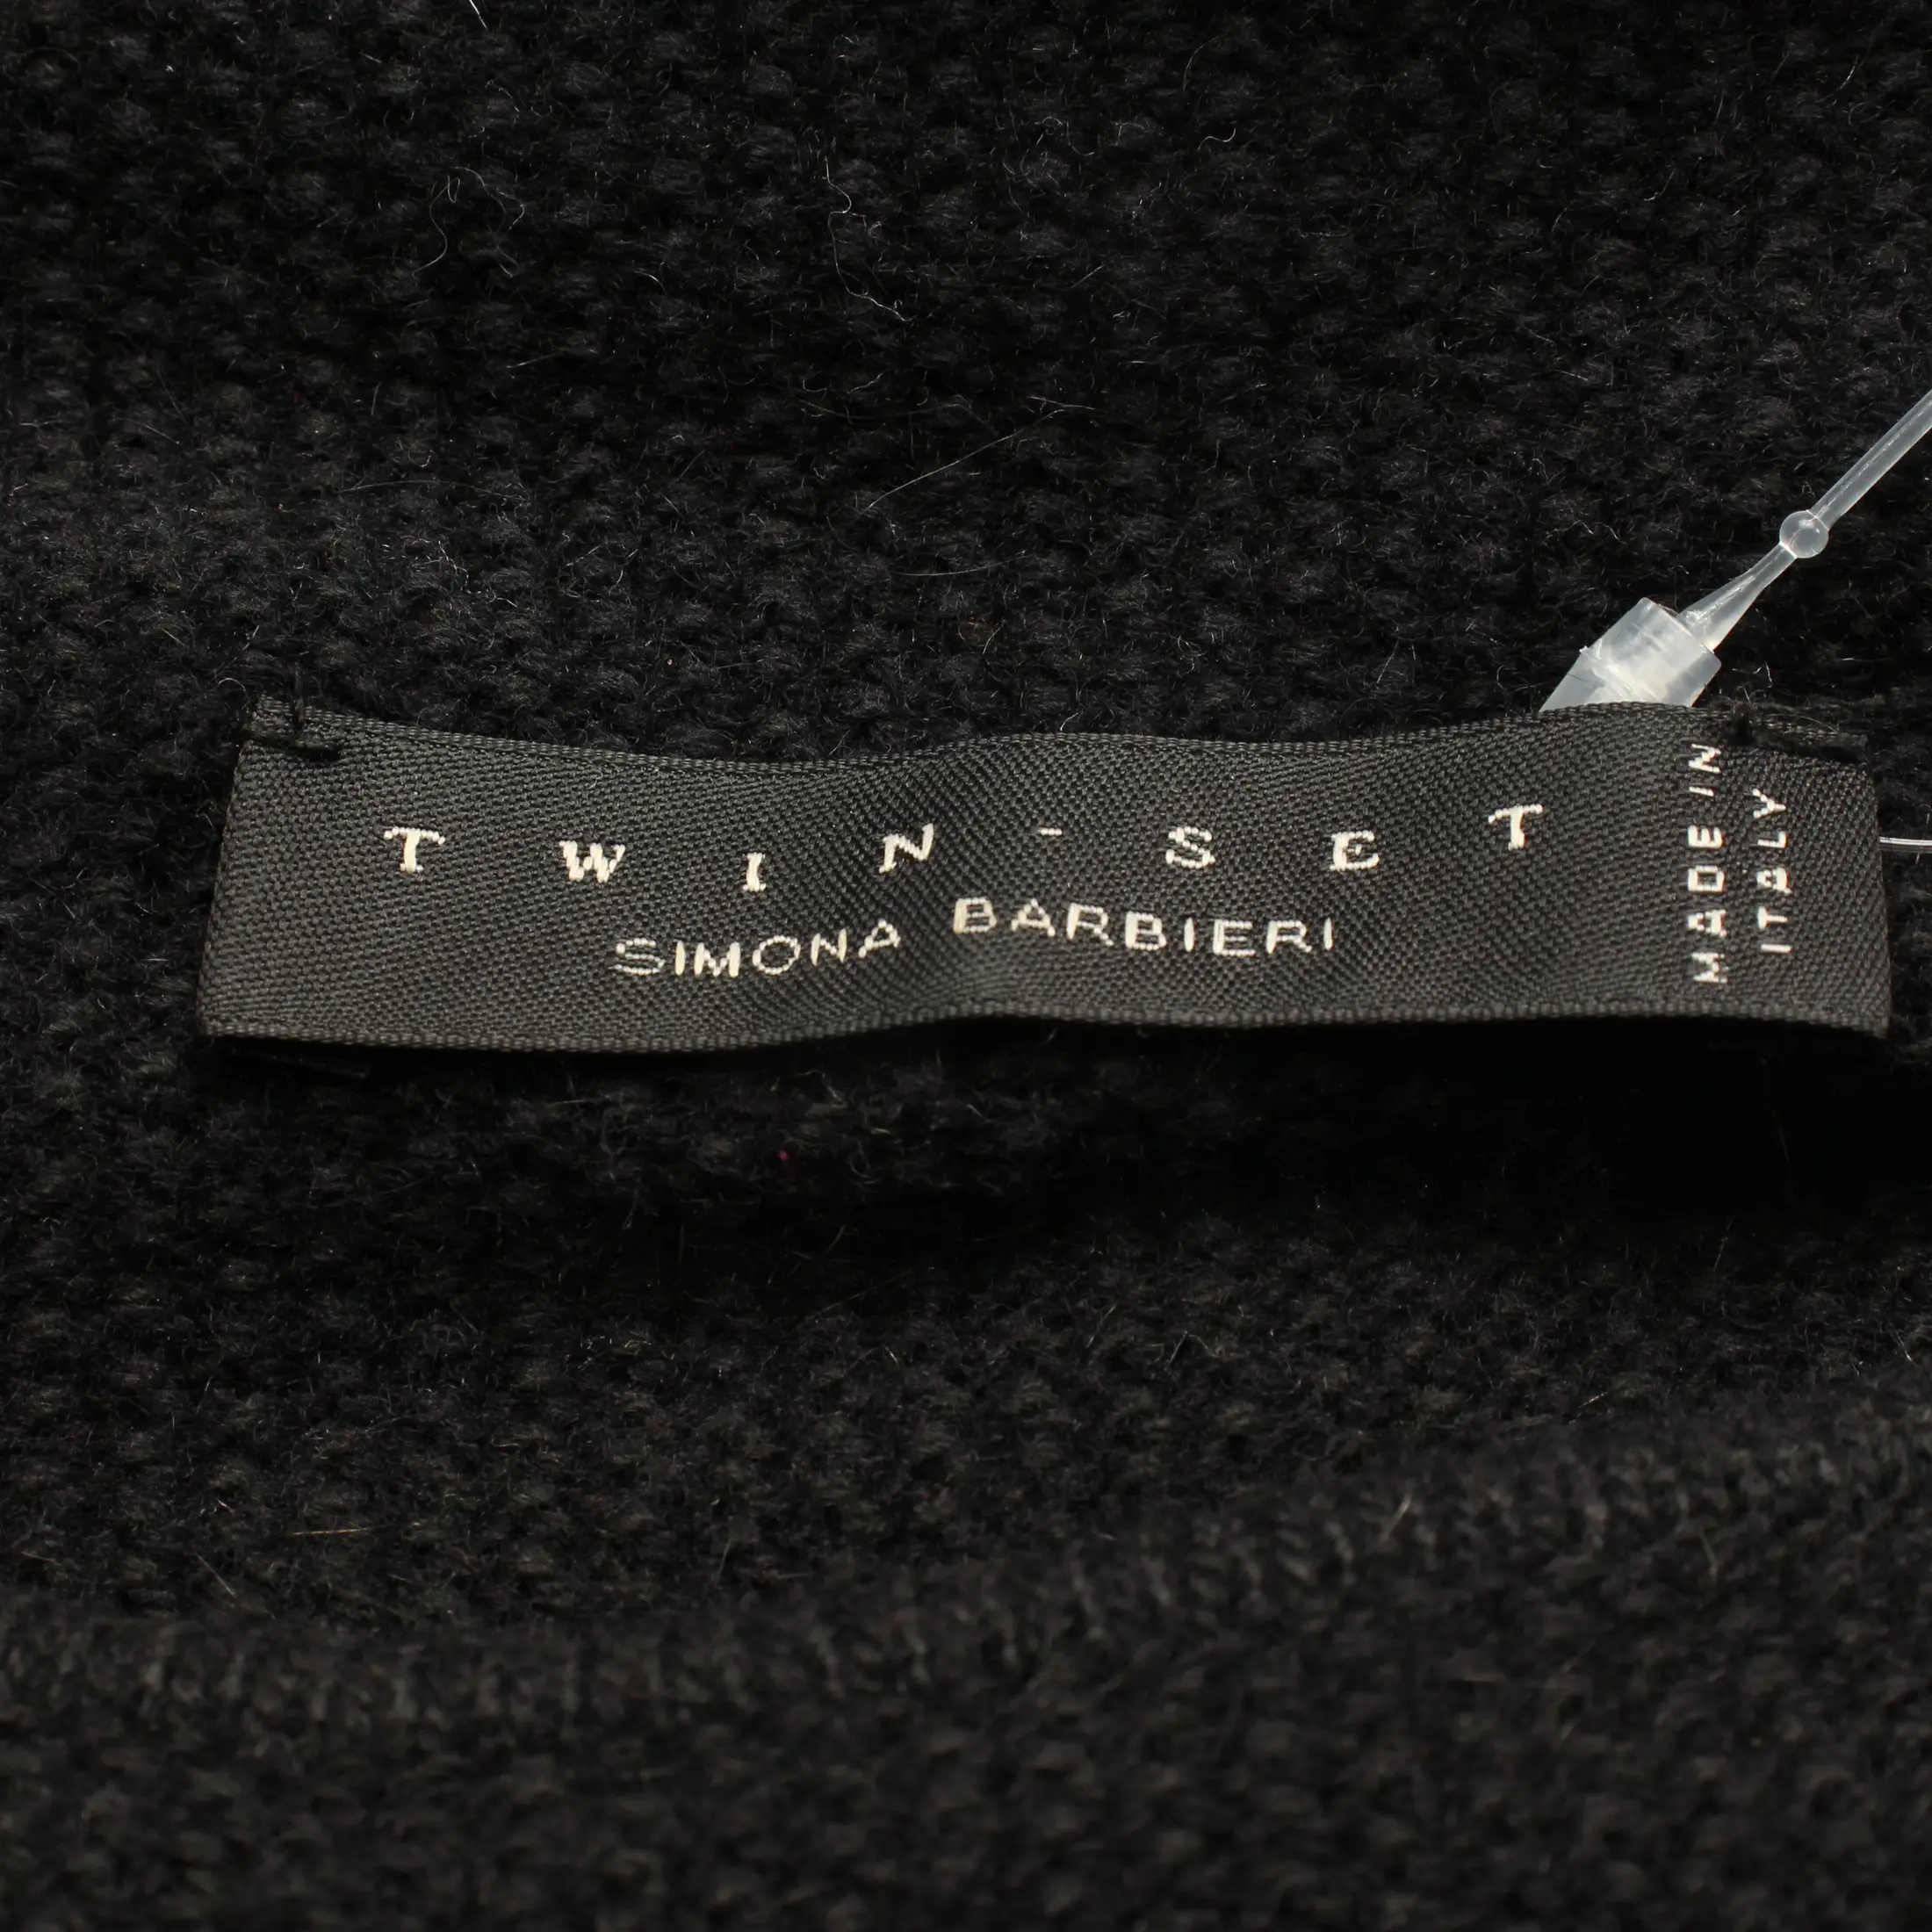 TWIN-SET
SIMONA BARBIERI
MADE IN
ITALY